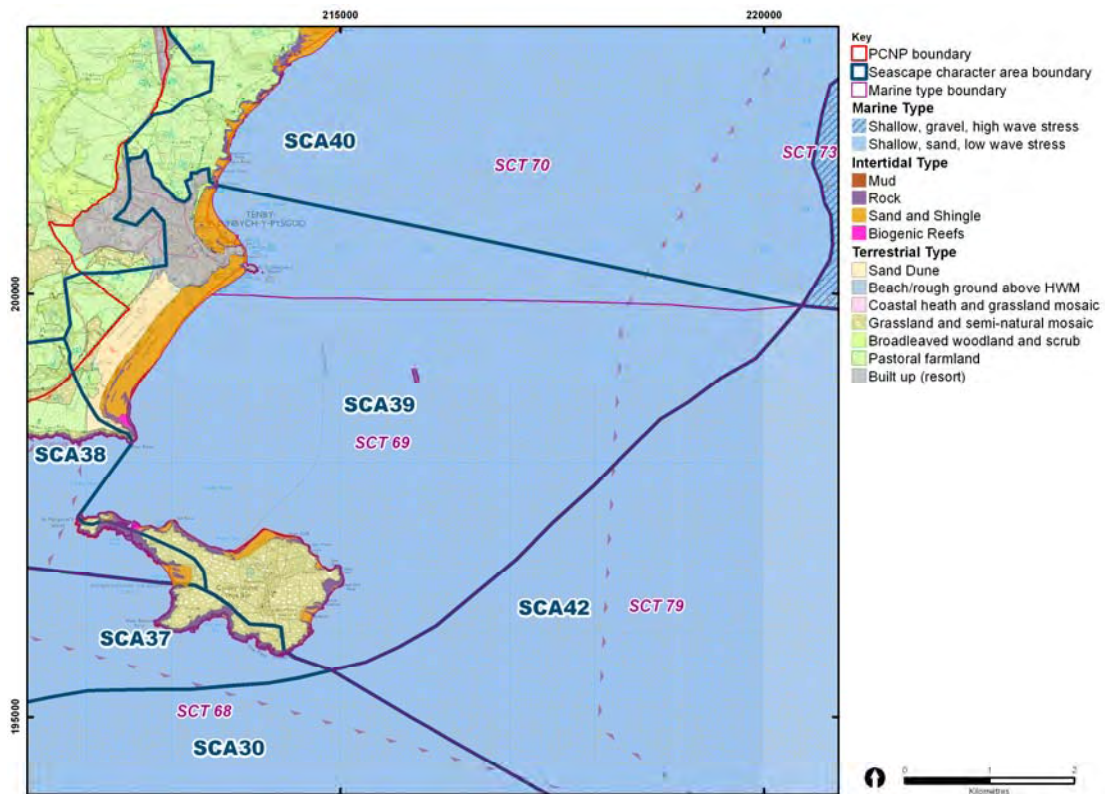 215000
220000
200000
195000
SCA40
SCT 70
SCT 73
TENBY
SCA39
SCT 69
SCA38
SCA42
SCT 79
SCA37
SCT 68
SCA30
Key
PCNP boundary
Seascape character area boundary
Marine type boundary
Marine Type
Shallow, gravel, high wave stress
Shallow, sand, low wave stress
Intertidal Type
Mud
Rock
Sand and Shingle
Biogenic Reefs
Terrestrial Type
Sand Dune
Beach/rough ground above HWM
Coastal heath and grassland mosaic
Grassland and semi-natural mosaic
Broadleaved woodland and scrub
Pastoral farmland
Built up (resort)
0 1 2
Kilometres